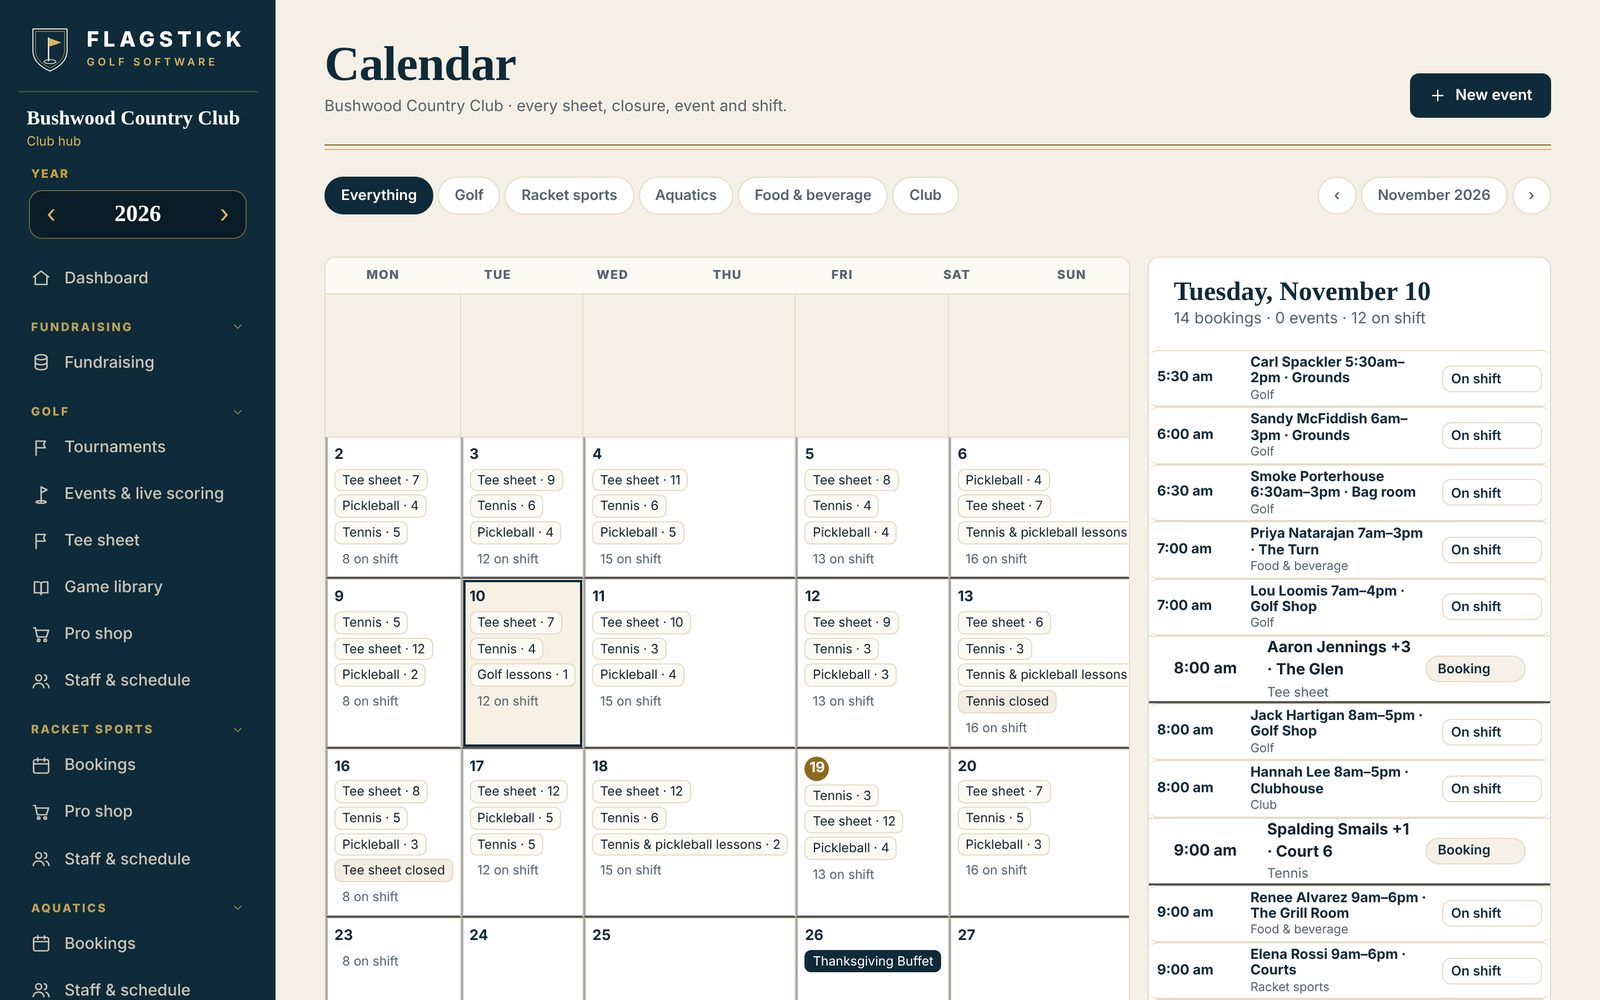 FLAGSTICK
GOLF SOFTWARE
Bushwood Country Club
Club hub
YEAR
‹ 2026 ›
Dashboard
FUNDRAISING
Fundraising
GOLF
Tournaments
Events & live scoring
Tee sheet
Game library
Pro shop
Staff & schedule
RACKET SPORTS
Bookings
Pro shop
Staff & schedule
AQUATICS
Bookings
Staff & schedule
Calendar
Bushwood Country Club · every sheet, closure, event and shift.
+ New event
Everything Golf Racket sports Aquatics Food & beverage Club
‹ November 2026 ›
MON TUE WED THU FRI SAT SUN
2
Tee sheet · 7
Pickleball · 4
Tennis · 5
8 on shift
3
Tee sheet · 9
Tennis · 6
Pickleball · 4
12 on shift
4
Tee sheet · 11
Tennis · 6
Pickleball · 5
15 on shift
5
Tee sheet · 8
Tennis · 4
Pickleball · 4
13 on shift
6
Pickleball · 4
Tee sheet · 7
Tennis & pickleball lessons
16 on shift
9
Tennis · 5
Tee sheet · 12
Pickleball · 2
8 on shift
10
Tee sheet · 7
Tennis · 4
Golf lessons · 1
12 on shift
11
Tee sheet · 10
Tennis · 3
Pickleball · 4
15 on shift
12
Tee sheet · 9
Tennis · 3
Pickleball · 3
13 on shift
13
Tee sheet · 6
Tennis · 3
Tennis & pickleball lessons
Tennis closed
16 on shift
16
Tee sheet · 8
Tennis · 5
Pickleball · 3
Tee sheet closed
8 on shift
17
Tee sheet · 12
Pickleball · 5
Tennis · 5
12 on shift
18
Tee sheet · 12
Tennis · 6
Tennis & pickleball lessons · 2
15 on shift
19
Tennis · 3
Tee sheet · 12
Pickleball · 4
13 on shift
20
Tee sheet · 7
Tennis · 5
Pickleball · 3
16 on shift
23
8 on shift
24
25
26
Thanksgiving Buffet
27
Tuesday, November 10
14 bookings · 0 events · 12 on shift
5:30 am
Carl Spackler 5:30am–
2pm · Grounds
Golf
On shift
6:00 am
Sandy McFiddish 6am–
3pm · Grounds
Golf
On shift
6:30 am
Smoke Porterhouse
6:30am–3pm · Bag room
Golf
On shift
7:00 am
Priya Natarajan 7am–3pm
· The Turn
Food & beverage
On shift
7:00 am
Lou Loomis 7am–4pm ·
Golf Shop
Golf
On shift
8:00 am
Aaron Jennings +3
· The Glen
Tee sheet
Booking
8:00 am
Jack Hartigan 8am–5pm ·
Golf Shop
Golf
On shift
8:00 am
Hannah Lee 8am–5pm ·
Clubhouse
Club
On shift
9:00 am
Spalding Smails +1
· Court 6
Tennis
Booking
9:00 am
Renee Alvarez 9am–6pm ·
The Grill Room
Food & beverage
On shift
9:00 am
Elena Rossi 9am–6pm ·
Courts
Racket sports
On shift